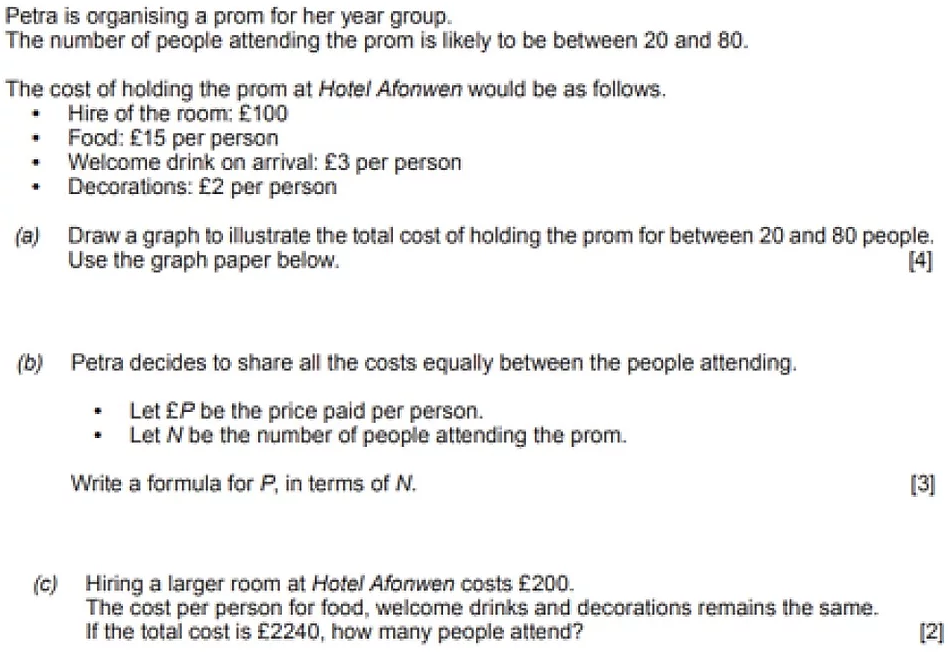 Petra is organising a prom for her year group.
The number of people attending the prom is likely to be between 20 and 80.
The cost of holding the prom at Hotel Afonwen would be as follows.
• Hire of the room: £100
• Food: £15 per person
• Welcome drink on arrival: £3 per person
• Decorations: £2 per person
(a) Draw a graph to illustrate the total cost of holding the prom for between 20 and 80 people.
Use the graph paper below. [4]
(b) Petra decides to share all the costs equally between the people attending.
• Let £P be the price paid per person.
• Let N be the number of people attending the prom.
Write a formula for P, in terms of N. [3]
(c) Hiring a larger room at Hotel Afonwen costs £200.
The cost per person for food, welcome drinks and decorations remains the same.
If the total cost is £2240, how many people attend? [2]